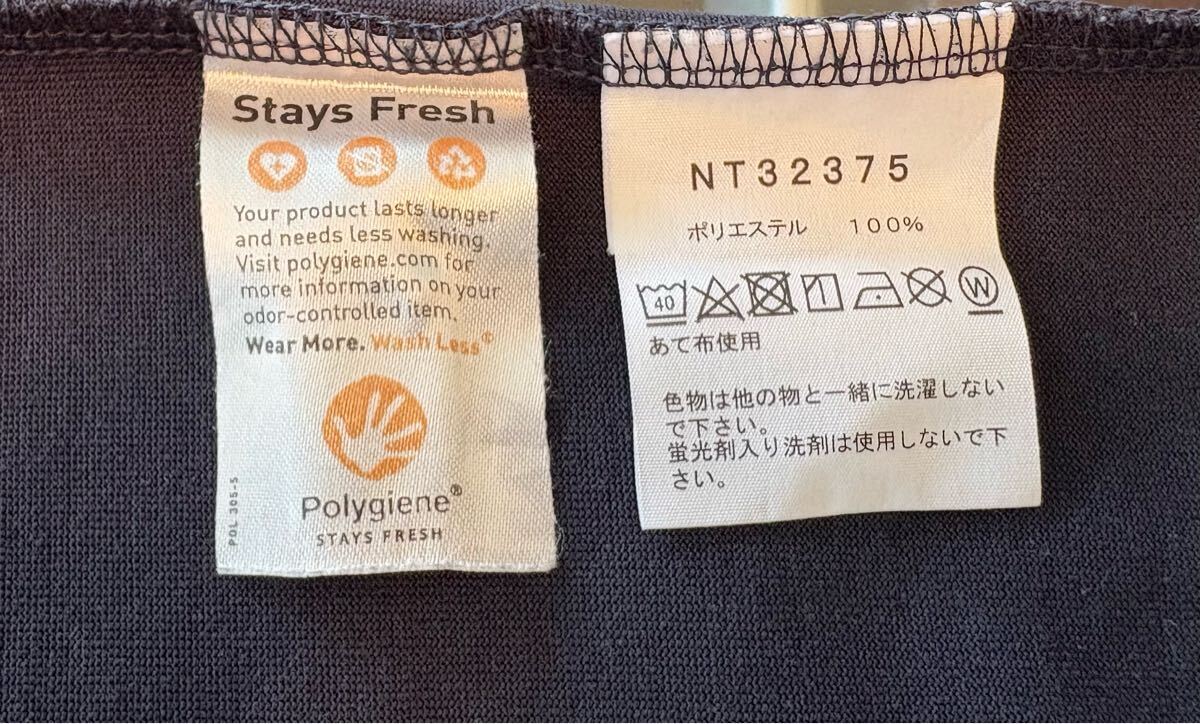 Stays Fresh
Your product lasts longer
and needs less washing.
Visit polygiene.com for
more information on your
odor-controlled item.
Wear More. Wash Less®
Polygiene®
STAYS FRESH
POL 305-5
NT32375
ポリエステル 100%
40
W
あて布使用
色物は他の物と一緒に洗濯しない
で下さい。
蛍光剤入り洗剤は使用しないで下
さい。